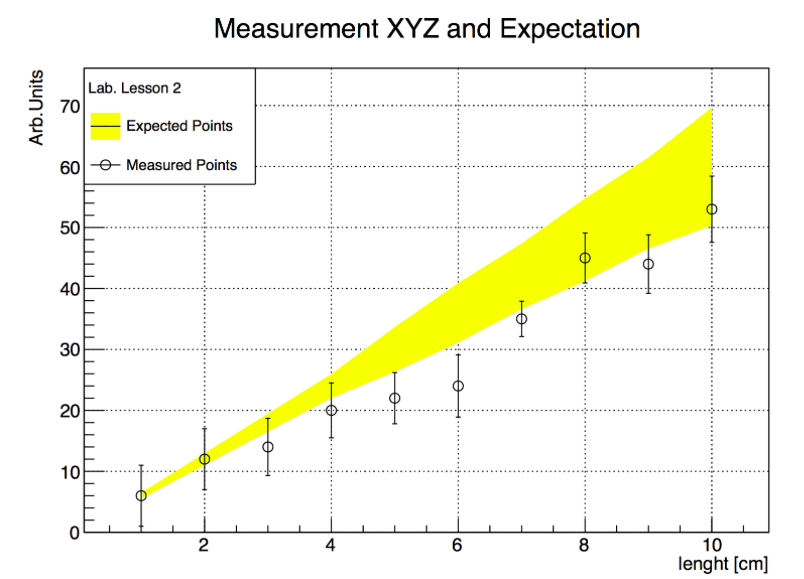 Measurement XYZ and Expectation
Arb.Units
Lab. Lesson 2
Expected Points
Measured Points
70
60
50
40
30
20
10
0
2 4 6 8 10
lenght [cm]